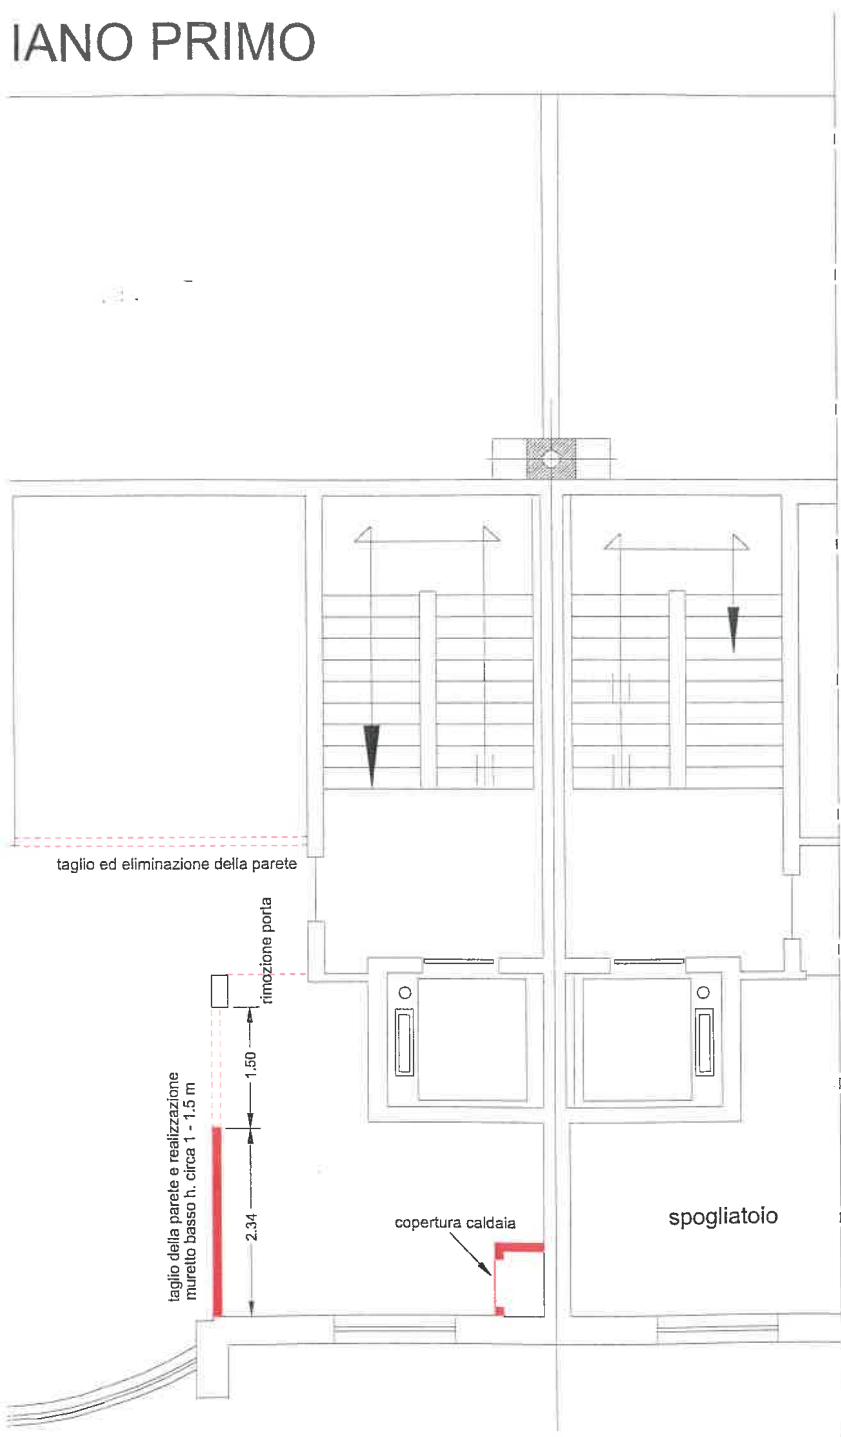 IANO PRIMO
taglio ed eliminazione della parete
rimozione porta
1.50
taglio della parete e realizzazione
muretto basso h. circa 1 - 1.5 m
2.34
copertura caldaia
spogliatoio